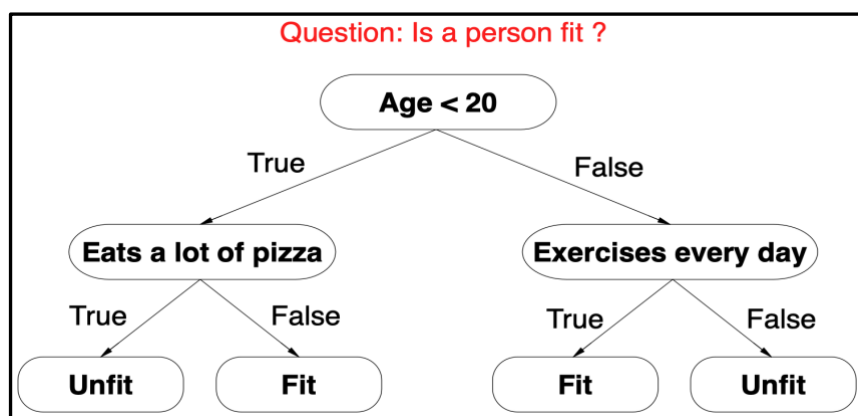 Question: Is a person fit ?
Age < 20
True
False
Eats a lot of pizza
Exercises every day
True
False
True
False
Unfit
Fit
Fit
Unfit